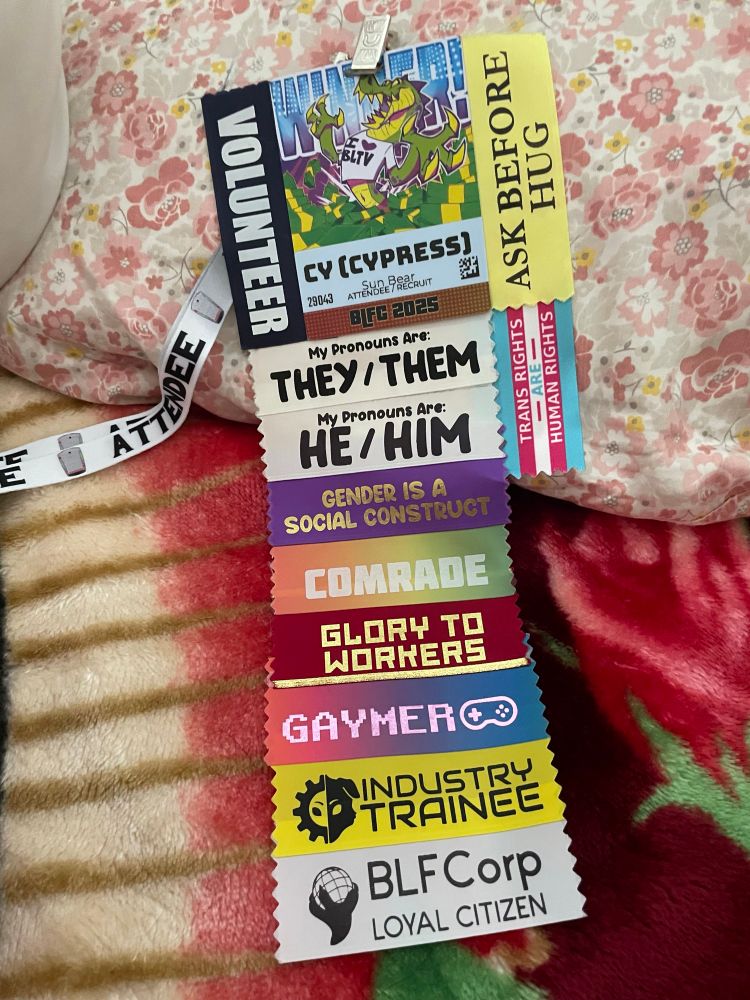 VOLUNTEER
WINNER!
I ♥
BLTV
CY (CYPRESS)
Sun Bear
29043
ATTENDEE / RECRUIT
BLFC 2025
ASK BEFORE
HUG
TRANS RIGHTS
— ARE —
HUMAN RIGHTS
My Pronouns Are:
THEY / THEM
My Pronouns Are:
HE / HIM
GENDER IS A
SOCIAL CONSTRUCT
COMRADE
GLORY TO
WORKERS
GAYMER
INDUSTRY
TRAINEE
BLFCorp
LOYAL CITIZEN
ATTENDEE